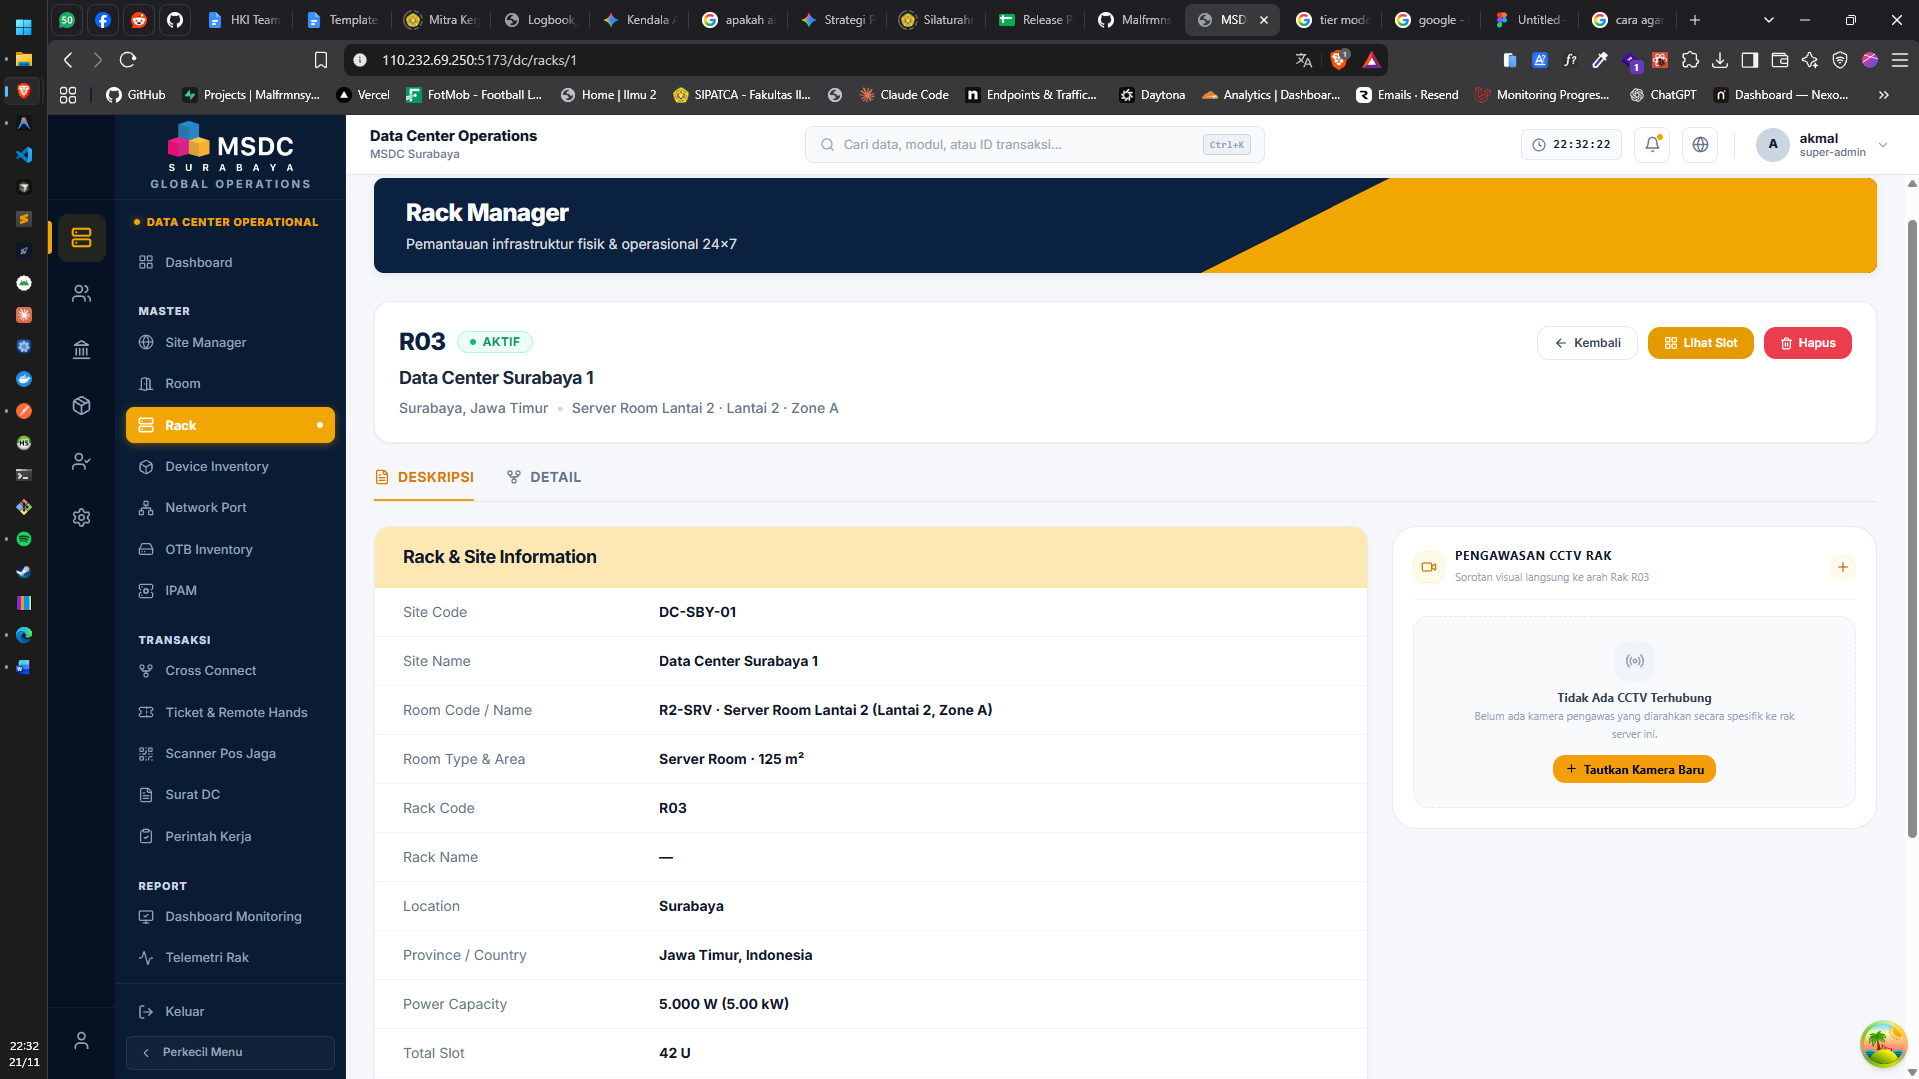 50
HKI Team
Template
Mitra Ke
Logbook
Kendala A
apakah ai
Strategi P
Silaturah
Release P
Malfrmns
MSD
tier mode
google -
Untitled
cara agar
110.232.69.250:5173/dc/racks/1
1
1
GitHub
Projects | Malfrmnsy...
Vercel
FotMob - Football L...
Home | Ilmu 2
SIPATCA - Fakultas Il...
Claude Code
Endpoints & Traffic...
Daytona
Analytics | Dashboar...
Emails · Resend
Monitoring Progres...
ChatGPT
Dashboard — Nexo...
MSDC
SURABAYA
GLOBAL OPERATIONS
DATA CENTER OPERATIONAL
Dashboard
MASTER
Site Manager
Room
Rack
Device Inventory
Network Port
OTB Inventory
IPAM
TRANSAKSI
Cross Connect
Ticket & Remote Hands
Scanner Pos Jaga
Surat DC
Perintah Kerja
REPORT
Dashboard Monitoring
Telemetri Rak
Keluar
Perkecil Menu
22:32
21/11
Data Center Operations
MSDC Surabaya
Cari data, modul, atau ID transaksi...
Ctrl+K
22:32:22
A
akmal
super-admin
Rack Manager
Pemantauan infrastruktur fisik & operasional 24×7
R03
AKTIF
Kembali
Lihat Slot
Hapus
Data Center Surabaya 1
Surabaya, Jawa Timur • Server Room Lantai 2 · Lantai 2 · Zone A
DESKRIPSI
DETAIL
Rack & Site Information
Site Code DC-SBY-01
Site Name Data Center Surabaya 1
Room Code / Name R2-SRV · Server Room Lantai 2 (Lantai 2, Zone A)
Room Type & Area Server Room · 125 m²
Rack Code R03
Rack Name —
Location Surabaya
Province / Country Jawa Timur, Indonesia
Power Capacity 5.000 W (5.00 kW)
Total Slot 42 U
PENGAWASAN CCTV RAK
Sorotan visual langsung ke arah Rak R03
Tidak Ada CCTV Terhubung
Belum ada kamera pengawas yang diarahkan secara spesifik ke rak
server ini.
+ Tautkan Kamera Baru